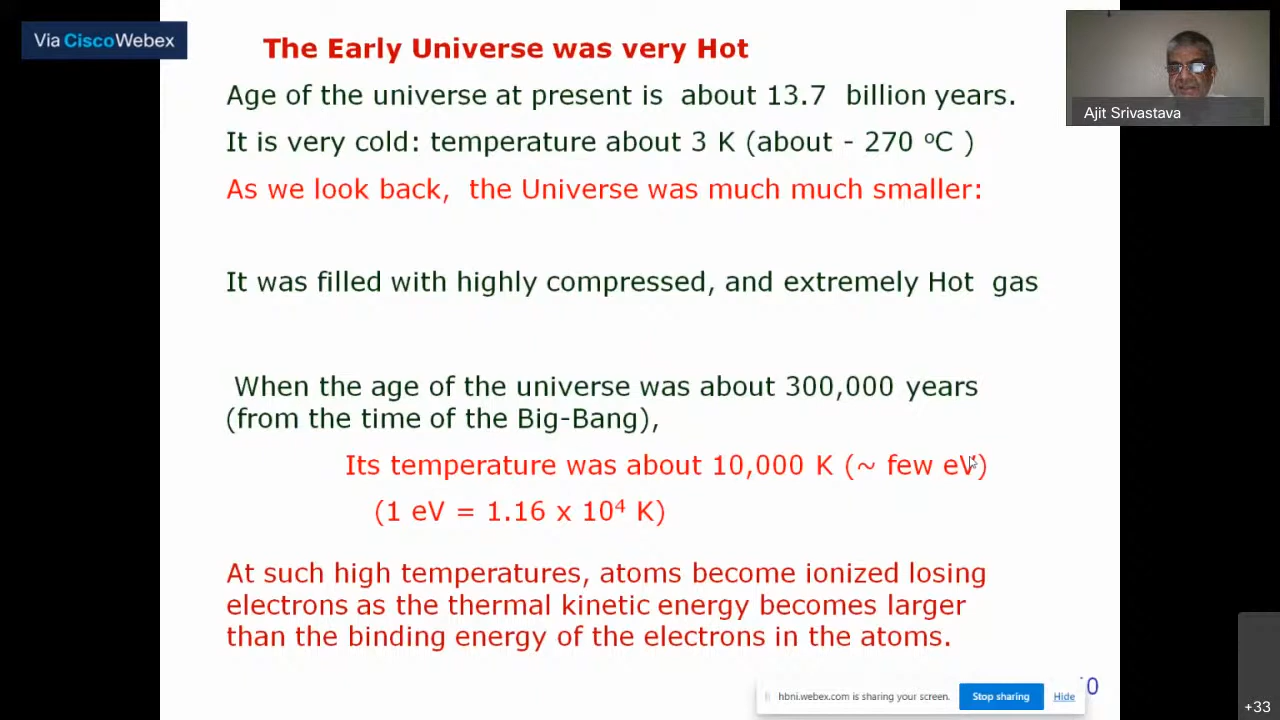 Via CiscoWebex
The Early Universe was very Hot
Ajit Srivastava
Age of the universe at present is about 13.7 billion years.
It is very cold: temperature about 3 K (about - 270 ºC )
As we look back, the Universe was much much smaller:
It was filled with highly compressed, and extremely Hot gas
When the age of the universe was about 300,000 years
(from the time of the Big-Bang),
Its temperature was about 10,000 K (~ few eV)
(1 eV = 1.16 x 10⁴ K)
At such high temperatures, atoms become ionized losing
electrons as the thermal kinetic energy becomes larger
than the binding energy of the electrons in the atoms.
hbni.webex.com is sharing your screen. Stop sharing Hide
+33